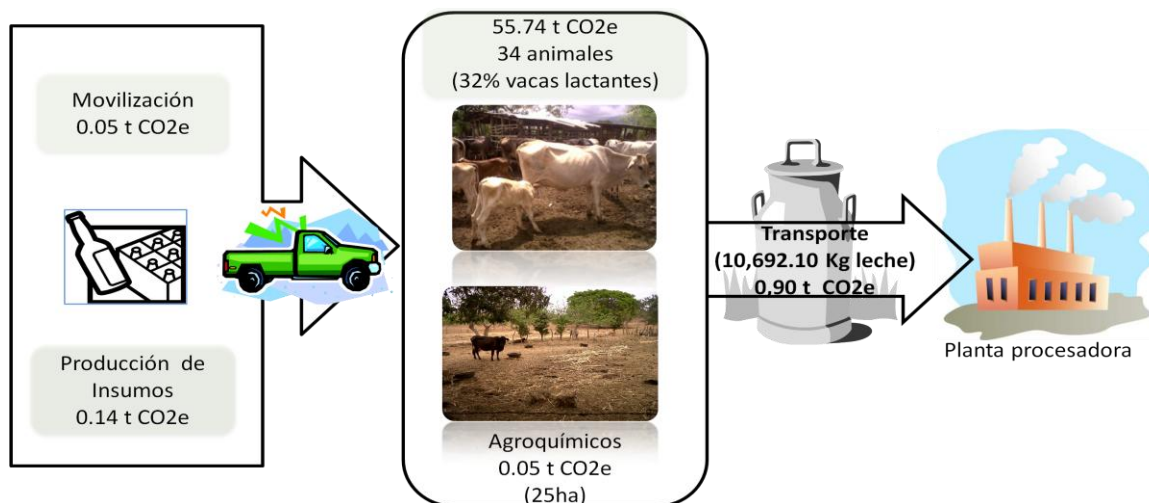 Movilización
0.05 t CO2e
Producción de
Insumos
0.14 t CO2e
55.74 t CO2e
34 animales
(32% vacas lactantes)
Agroquímicos
0.05 t CO2e
(25ha)
Transporte
(10,692.10 Kg leche)
0,90 t CO2e
Planta procesadora